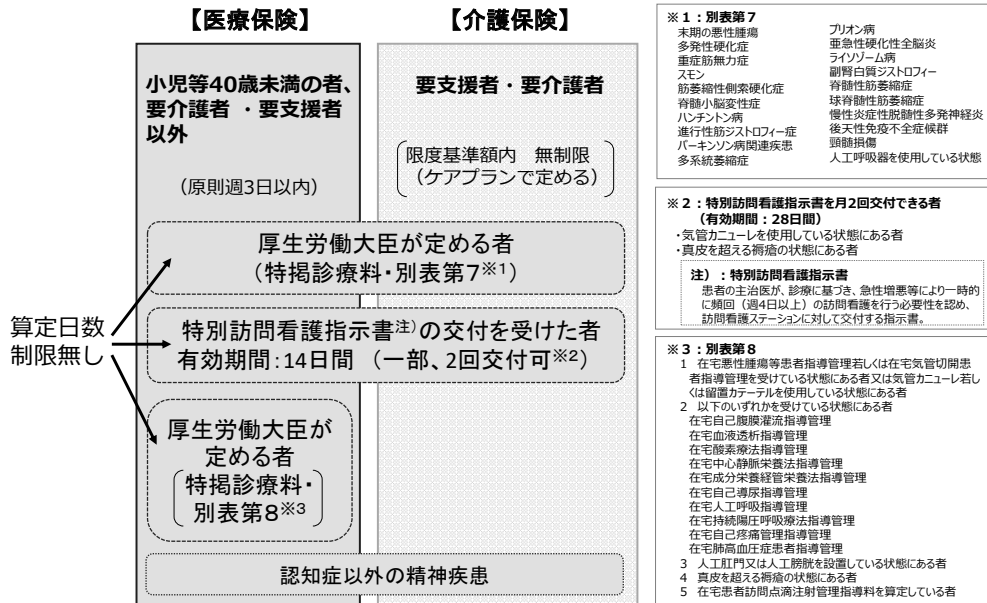 【医療保険】
【介護保険】
小児等40歳未満の者、
要介護者 ・要支援者
以外
(原則週3日以内)
要支援者・要介護者
限度基準額内 無制限
(ケアプランで定める)
厚生労働大臣が定める者
(特掲診療料・別表第7※1)
算定日数
制限無し
特別訪問看護指示書注)の交付を受けた者
有効期間:14日間 (一部、2回交付可※2)
厚生労働大臣が
定める者
特掲診療料・
別表第8※3
認知症以外の精神疾患
※1:別表第7
末期の悪性腫瘍
多発性硬化症
重症筋無力症
スモン
筋萎縮性側索硬化症
脊髄小脳変性症
ハンチントン病
進行性筋ジストロフィー症
パーキンソン病関連疾患
多系統萎縮症
プリオン病
亜急性硬化性全脳炎
ライソゾーム病
副腎白質ジストロフィー
脊髄性筋萎縮症
球脊髄性筋萎縮症
慢性炎症性脱髄性多発神経炎
後天性免疫不全症候群
頸髄損傷
人工呼吸器を使用している状態
※2:特別訪問看護指示書を月2回交付できる者
(有効期間:28日間)
・気管カニューレを使用している状態にある者
・真皮を超える褥瘡の状態にある者
注):特別訪問看護指示書
患者の主治医が、診療に基づき、急性増悪等により一時的
に頻回(週4日以上)の訪問看護を行う必要性を認め、
訪問看護ステーションに対して交付する指示書。
※3:別表第8
1 在宅悪性腫瘍等患者指導管理若しくは在宅気管切開患
者指導管理を受けている状態にある者又は気管カニューレ若し
くは留置カテーテルを使用している状態にある者
2 以下のいずれかを受けている状態にある者
在宅自己腹膜灌流指導管理
在宅血液透析指導管理
在宅酸素療法指導管理
在宅中心静脈栄養法指導管理
在宅成分栄養経管栄養法指導管理
在宅自己導尿指導管理
在宅人工呼吸指導管理
在宅持続陽圧呼吸療法指導管理
在宅自己疼痛管理指導管理
在宅肺高血圧症患者指導管理
3 人工肛門又は人工膀胱を設置している状態にある者
4 真皮を超える褥瘡の状態にある者
5 在宅患者訪問点滴注射管理指導料を算定している者